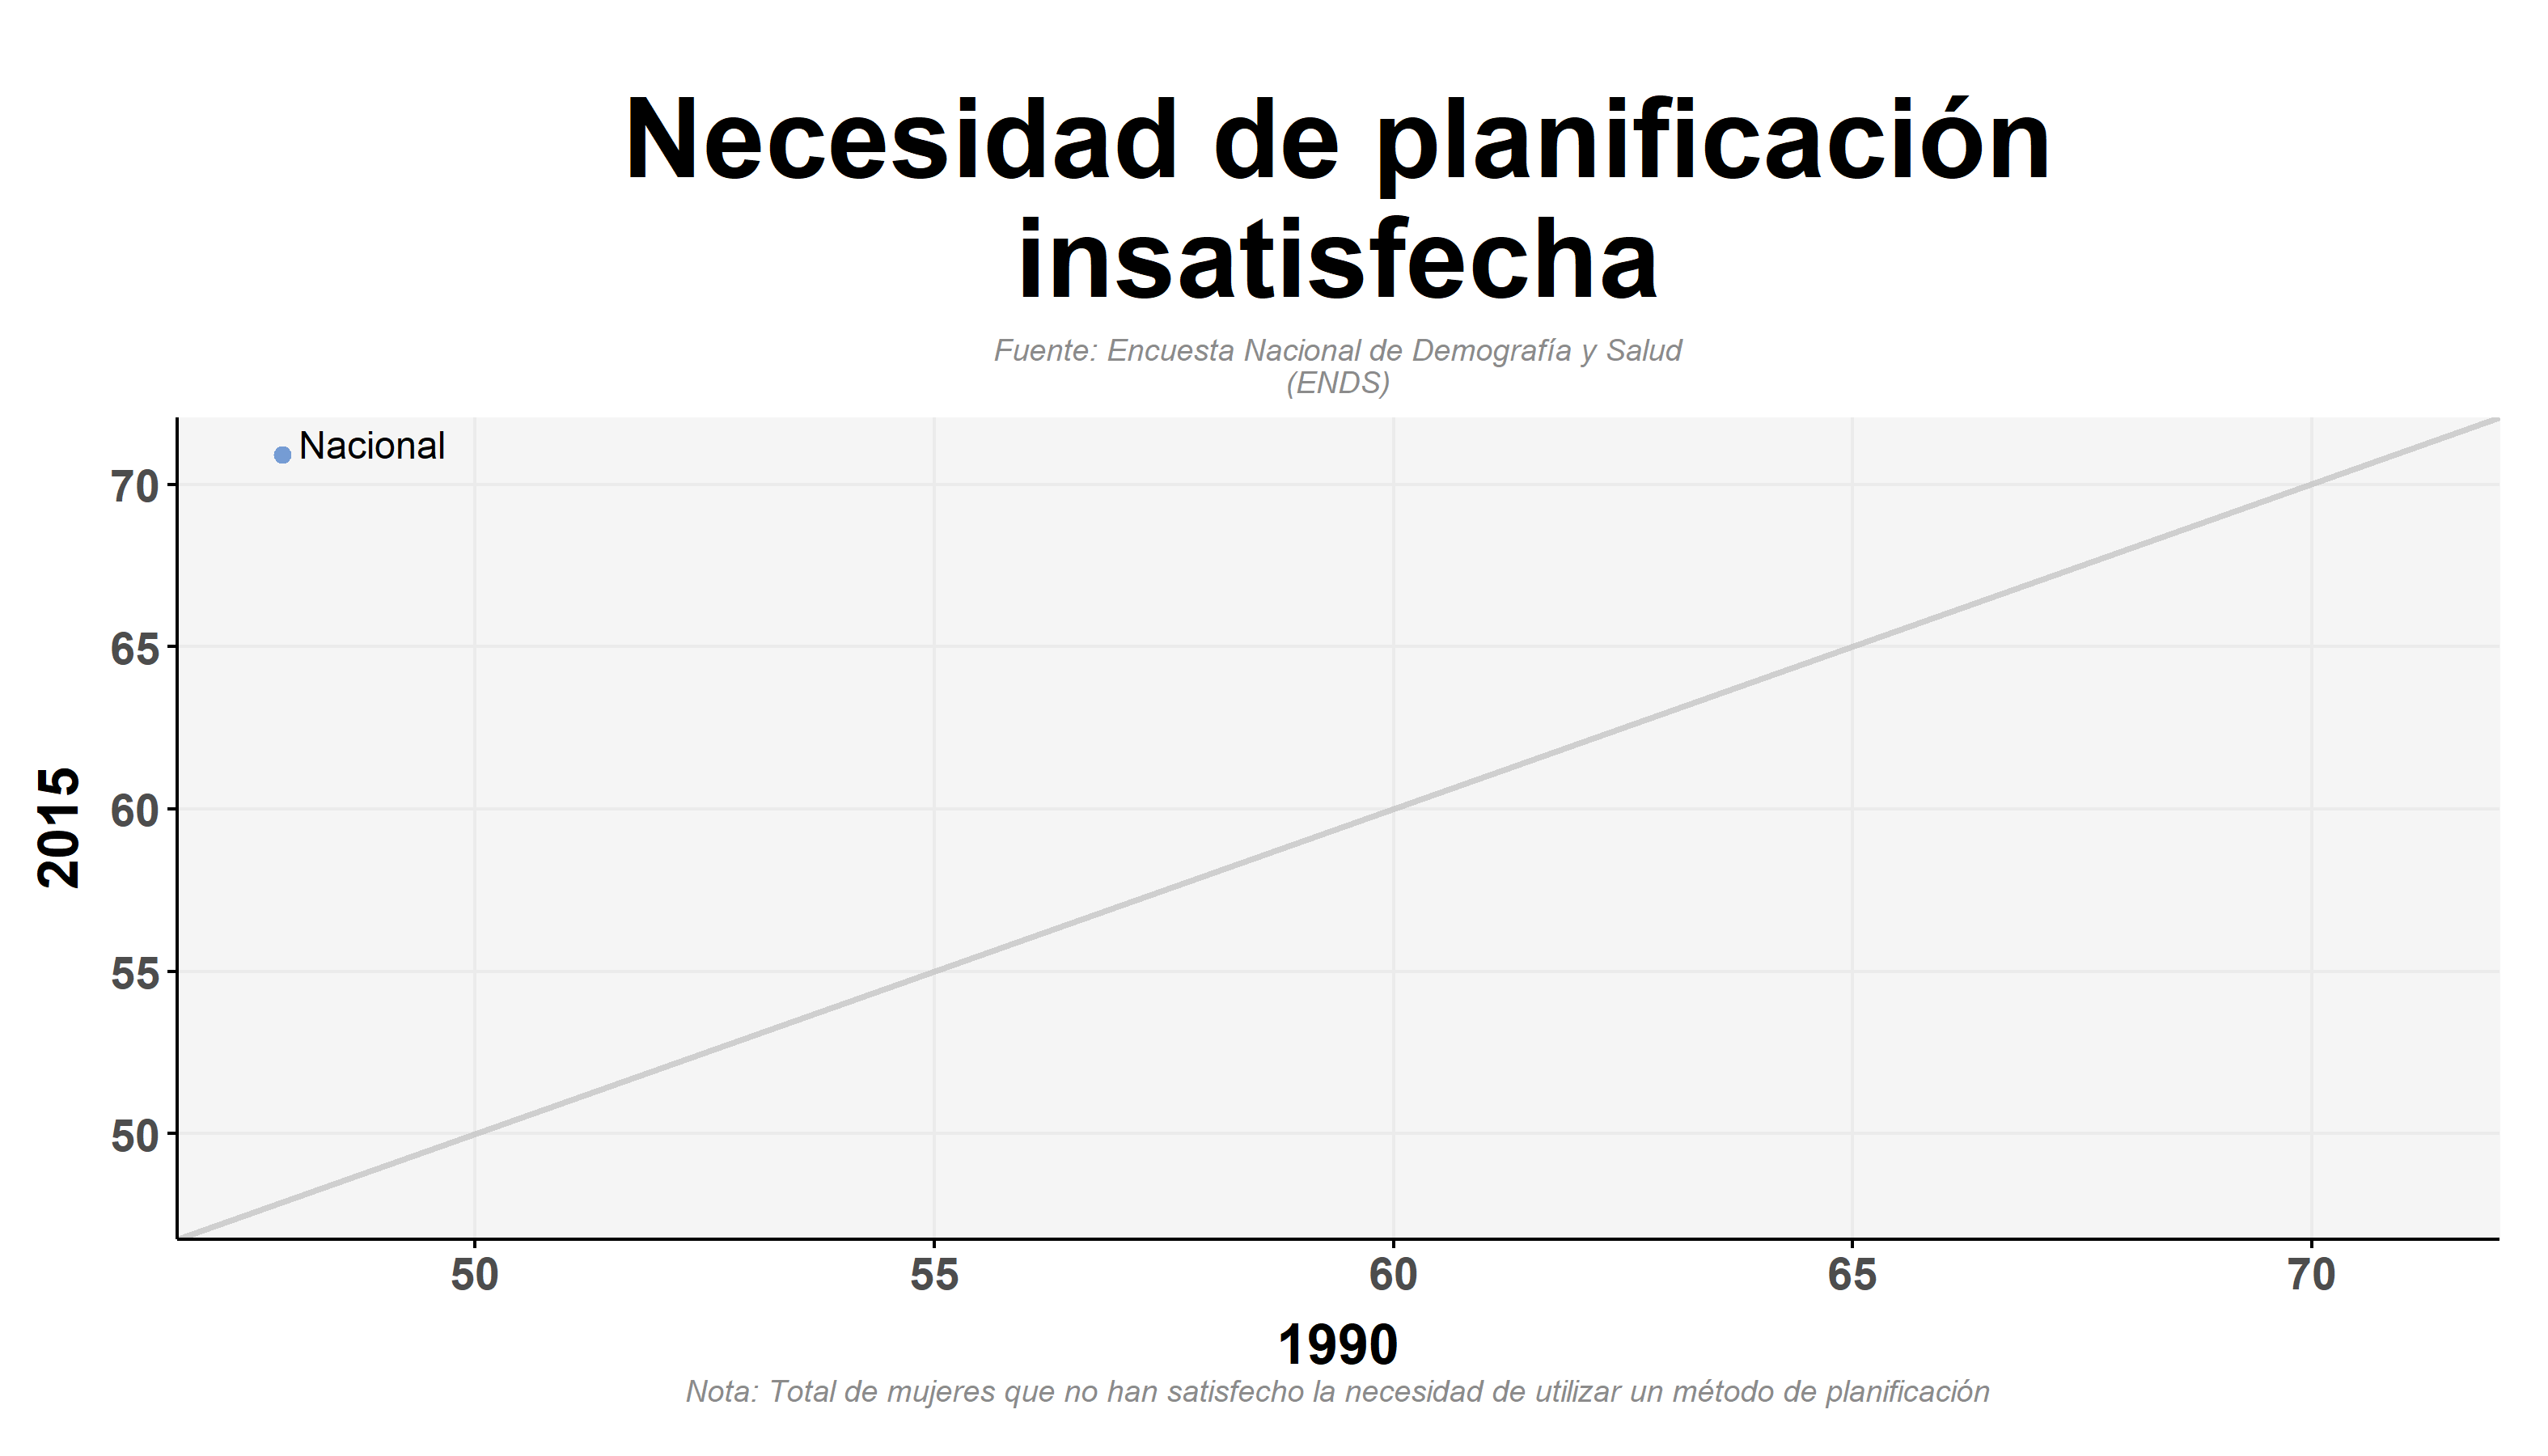 Necesidad de planificación
insatisfecha
Fuente: Encuesta Nacional de Demografía y Salud
(ENDS)
Nacional
70
65
60
55
50
2015
50
55
60
65
70
1990
Nota: Total de mujeres que no han satisfecho la necesidad de utilizar un método de planificación